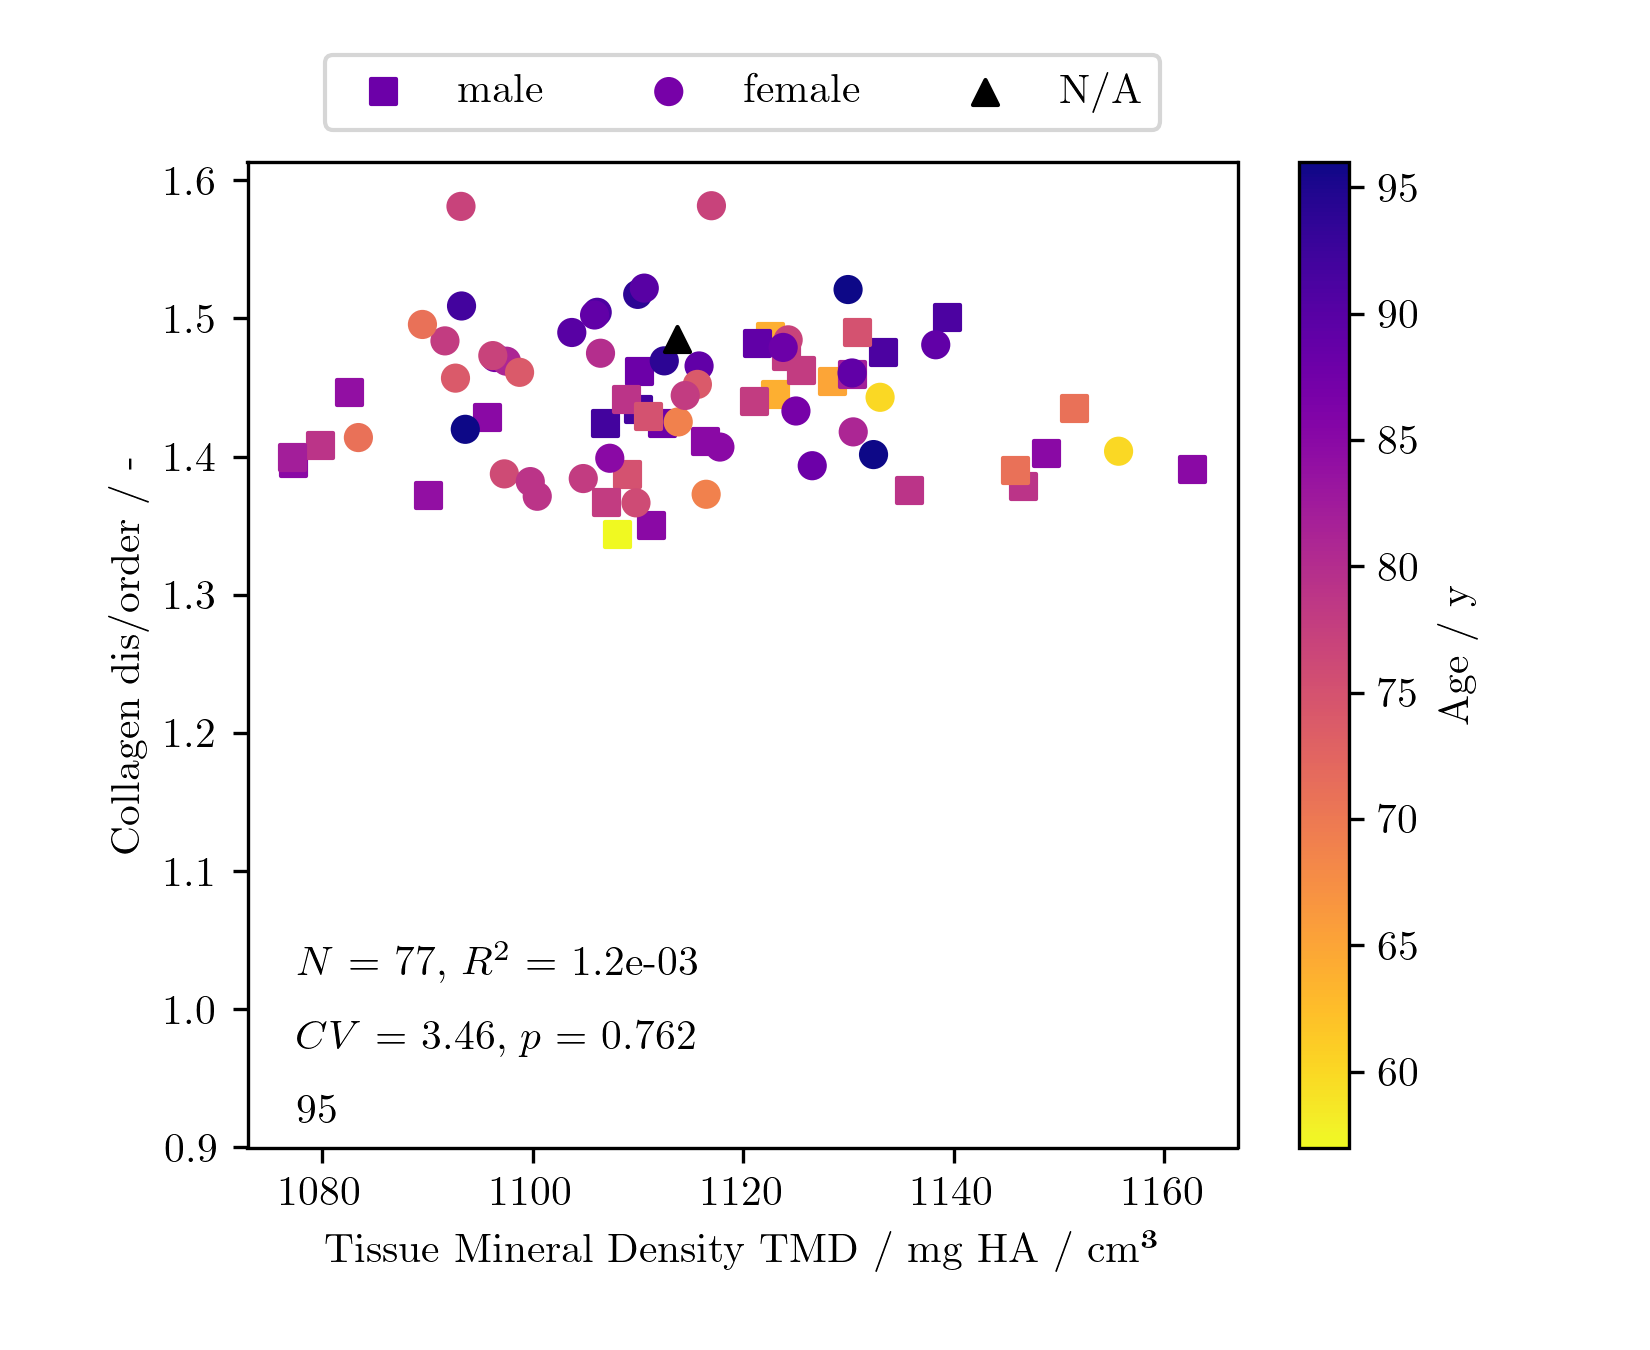 male female N/A
1.6
1.5
1.4
1.3
1.2
1.1
1.0
0.9
Collagen dis/order / -
N = 77, R² = 1.2e-03
CV = 3.46, p = 0.762
95
1080 1100 1120 1140 1160
Tissue Mineral Density TMD / mg HA / cm³
95
90
85
80
75
70
65
60
Age / y